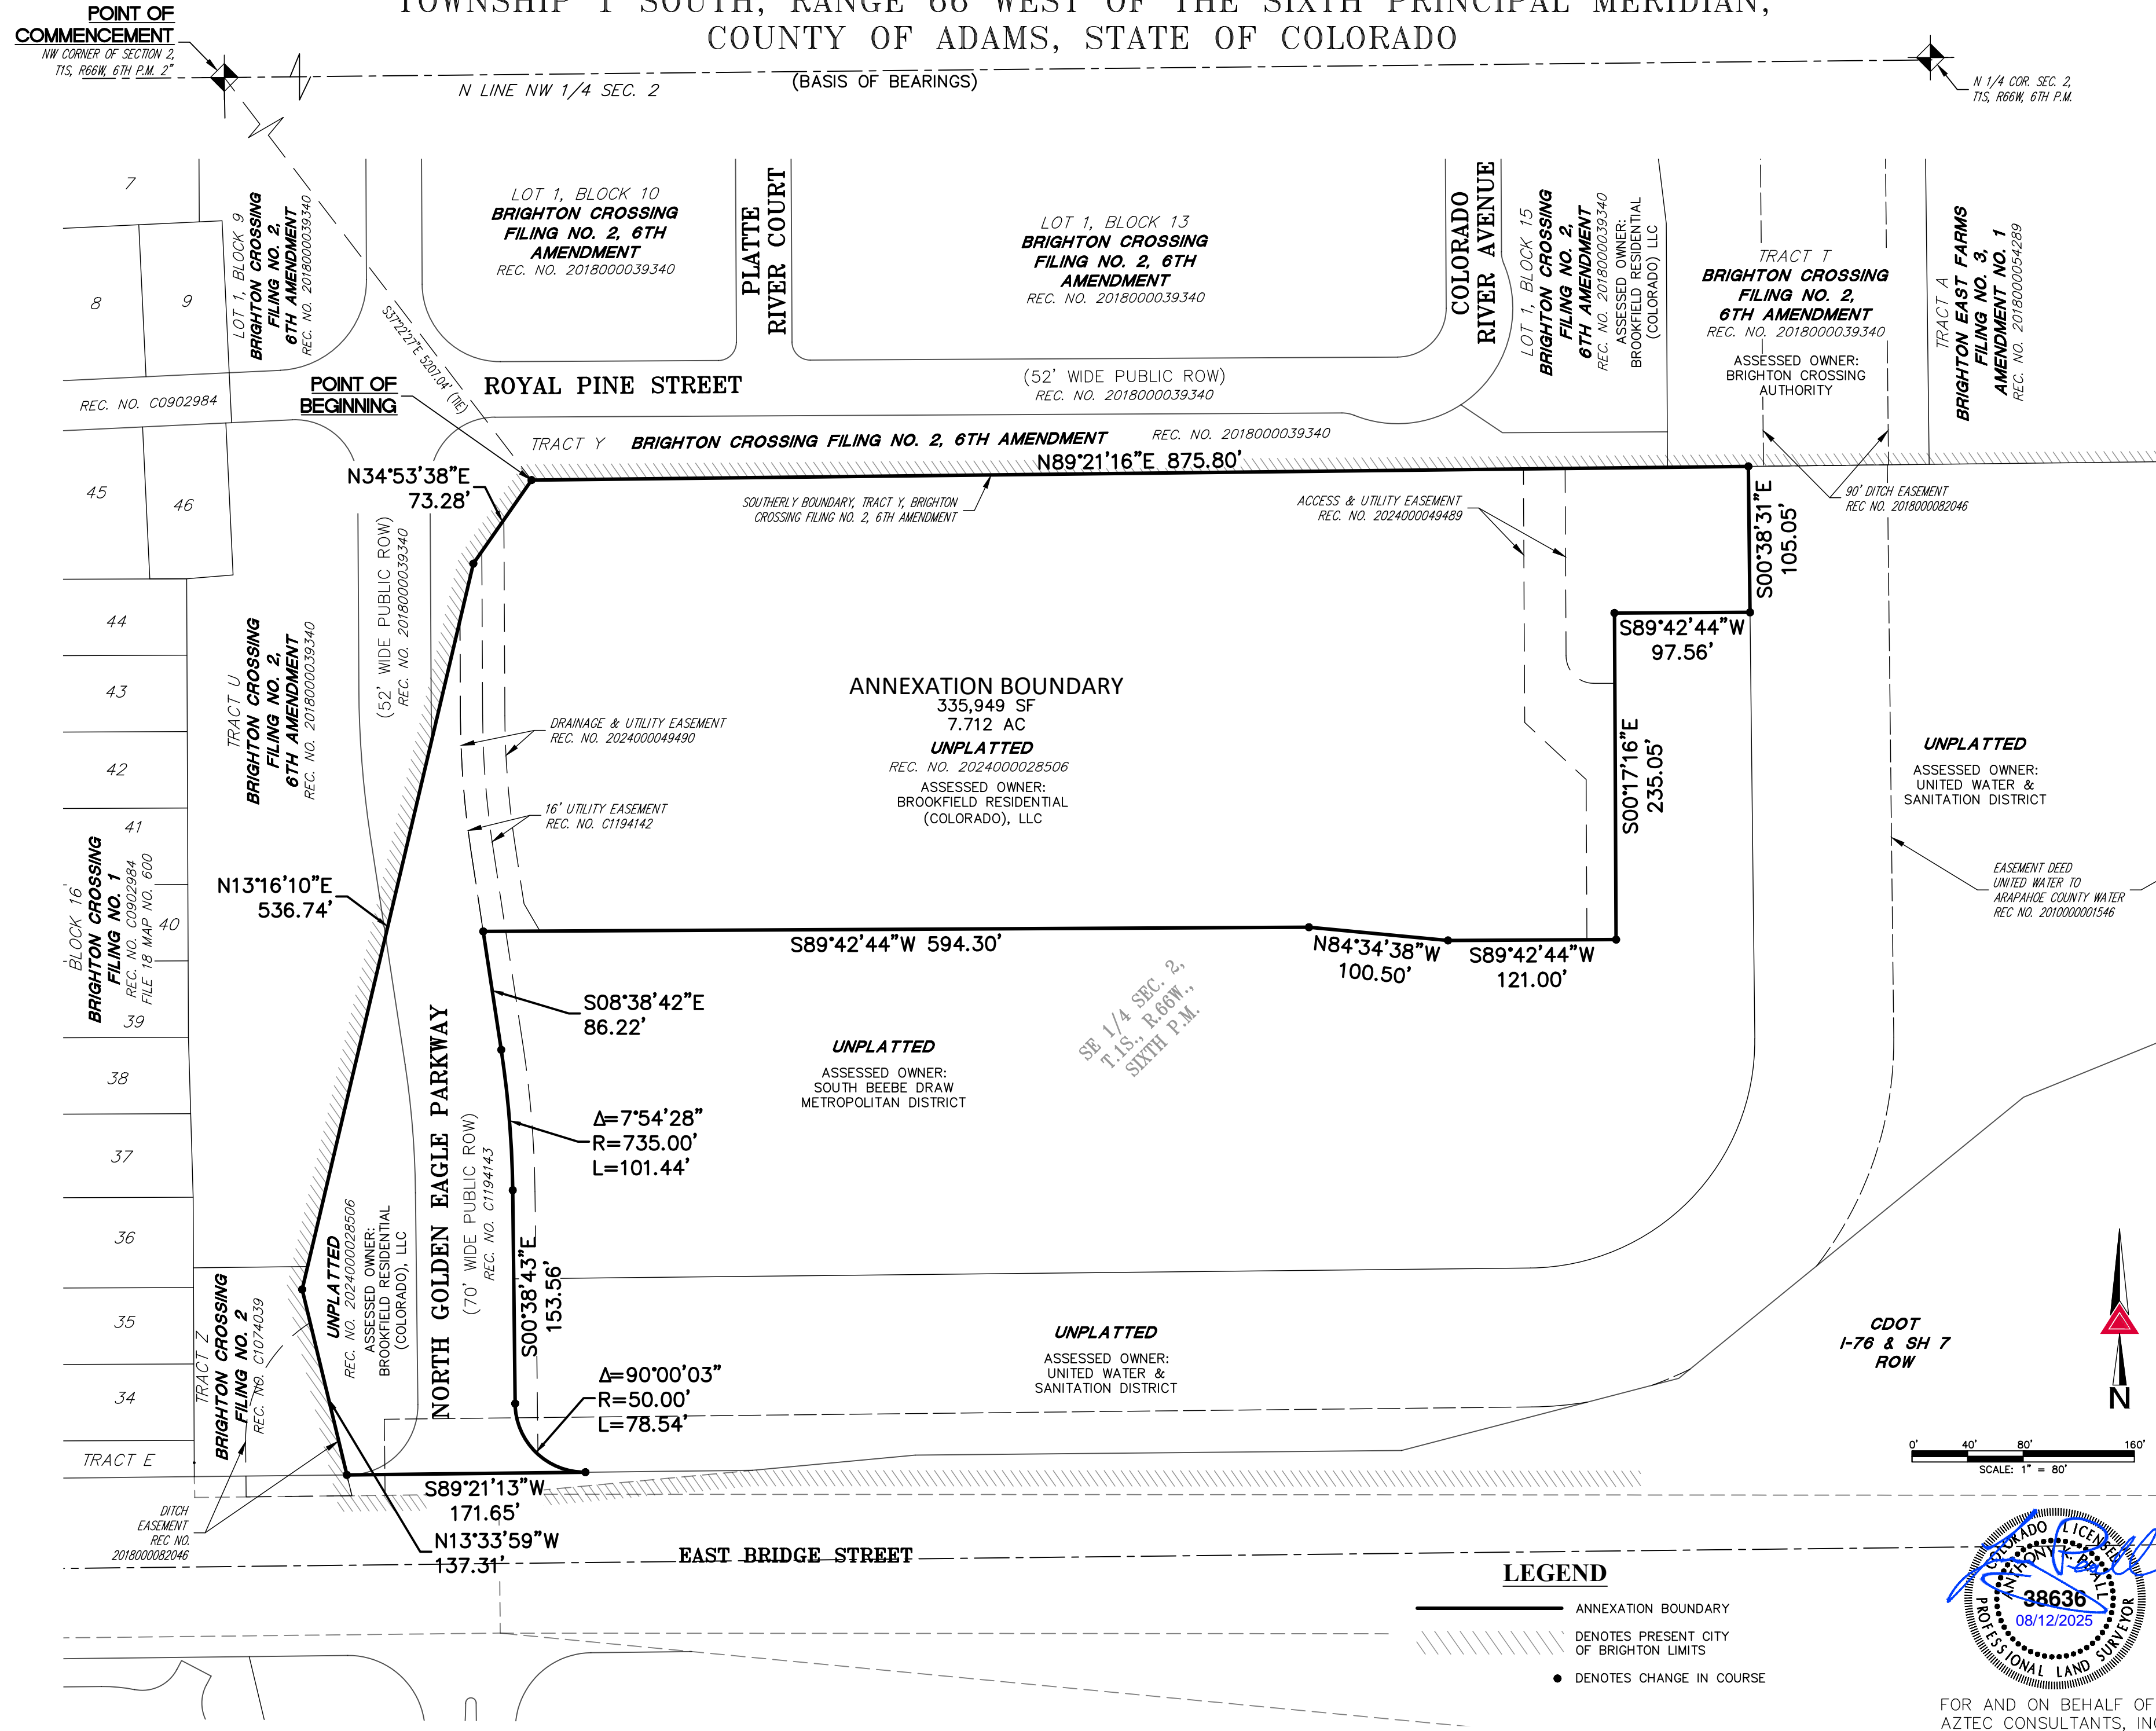 TOWNSHIP 1 SOUTH, RANGE 66 WEST OF THE SIXTH PRINCIPAL MERIDIAN,
COUNTY OF ADAMS, STATE OF COLORADO
POINT OF
COMMENCEMENT
NW CORNER OF SECTION 2,
T1S, R66W, 6TH P.M. 2"
N LINE NW 1/4 SEC. 2
(BASIS OF BEARINGS)
N 1/4 COR. SEC. 2,
T1S, R66W, 6TH P.M.
7
8
9
LOT 1, BLOCK 9
BRIGHTON CROSSING
FILING NO. 2,
6TH AMENDMENT
REC. NO. 2018000039340
S37°22'27"E 5207.04' (TIE)
LOT 1, BLOCK 10
BRIGHTON CROSSING
FILING NO. 2, 6TH
AMENDMENT
REC. NO. 2018000039340
PLATTE
RIVER COURT
LOT 1, BLOCK 13
BRIGHTON CROSSING
FILING NO. 2, 6TH
AMENDMENT
REC. NO. 2018000039340
COLORADO
RIVER AVENUE
LOT 1, BLOCK 15
BRIGHTON CROSSING
FILING NO. 2,
6TH AMENDMENT
REC. NO. 2018000039340
ASSESSED OWNER:
BROOKFIELD RESIDENTIAL
(COLORADO) LLC
TRACT T
BRIGHTON CROSSING
FILING NO. 2,
6TH AMENDMENT
REC. NO. 2018000039340
ASSESSED OWNER:
BRIGHTON CROSSING
AUTHORITY
TRACT A
BRIGHTON EAST FARMS
FILING NO. 3,
AMENDMENT NO. 1
REC. NO. 2018000054289
POINT OF
BEGINNING
ROYAL PINE STREET
(52' WIDE PUBLIC ROW)
REC. NO. 2018000039340
REC. NO. C0902984
TRACT Y BRIGHTON CROSSING FILING NO. 2, 6TH AMENDMENT REC. NO. 2018000039340
N89°21'16"E 875.80'
N34°53'38"E
73.28'
SOUTHERLY BOUNDARY, TRACT Y, BRIGHTON
CROSSING FILING NO. 2, 6TH AMENDMENT
ACCESS & UTILITY EASEMENT
REC. NO. 2024000049489
90' DITCH EASEMENT
REC NO. 2018000082046
S00°38'31"E
105.05'
S89°42'44"W
97.56'
45
46
44
43
42
41
40
39
38
37
36
35
34
TRACT E
(52' WIDE PUBLIC ROW)
REC. NO. 2018000039340
TRACT U
BRIGHTON CROSSING
FILING NO. 2,
6TH AMENDMENT
REC. NO. 2018000039340
DRAINAGE & UTILITY EASEMENT
REC. NO. 2024000049490
16' UTILITY EASEMENT
REC. NO. C1194142
ANNEXATION BOUNDARY
335,949 SF
7.712 AC
UNPLATTED
REC. NO. 2024000028506
ASSESSED OWNER:
BROOKFIELD RESIDENTIAL
(COLORADO), LLC
S00°17'16"E
235.05'
UNPLATTED
ASSESSED OWNER:
UNITED WATER &
SANITATION DISTRICT
EASEMENT DEED
UNITED WATER TO
ARAPAHOE COUNTY WATER
REC NO. 2010000001546
BLOCK 16
BRIGHTON CROSSING
FILING NO. 1
REC. NO. C0902984
FILE 18 MAP NO. 600
N13°16'10"E
536.74'
S89°42'44"W 594.30'
N84°34'38"W
100.50'
S89°42'44"W
121.00'
S08°38'42"E
86.22'
SE 1/4 SEC. 2,
T.1S., R.66W.,
SIXTH P.M.
UNPLATTED
ASSESSED OWNER:
SOUTH BEEBE DRAW
METROPOLITAN DISTRICT
Δ=7°54'28"
R=735.00'
L=101.44'
NORTH GOLDEN EAGLE PARKWAY
(70' WIDE PUBLIC ROW)
REC. NO. C1194143
S00°38'43"E
153.56'
UNPLATTED
REC. NO. 2024000028506
ASSESSED OWNER:
BROOKFIELD RESIDENTIAL
(COLORADO), LLC
TRACT Z
BRIGHTON CROSSING
FILING NO. 2
REC. NO. C1074039
Δ=90°00'03"
R=50.00'
L=78.54'
UNPLATTED
ASSESSED OWNER:
UNITED WATER &
SANITATION DISTRICT
CDOT
I-76 & SH 7
ROW
N
0' 40' 80' 160'
SCALE: 1" = 80'
S89°21'13"W
171.65'
N13°33'59"W
137.31'
DITCH
EASEMENT
REC NO.
2018000082046
EAST BRIDGE STREET
LEGEND
ANNEXATION BOUNDARY
DENOTES PRESENT CITY
OF BRIGHTON LIMITS
DENOTES CHANGE IN COURSE
COLORADO LICENSED
ANTHONY K. PEALL
38636
08/12/2025
PROFESSIONAL LAND SURVEYOR
FOR AND ON BEHALF OF
AZTEC CONSULTANTS, INC